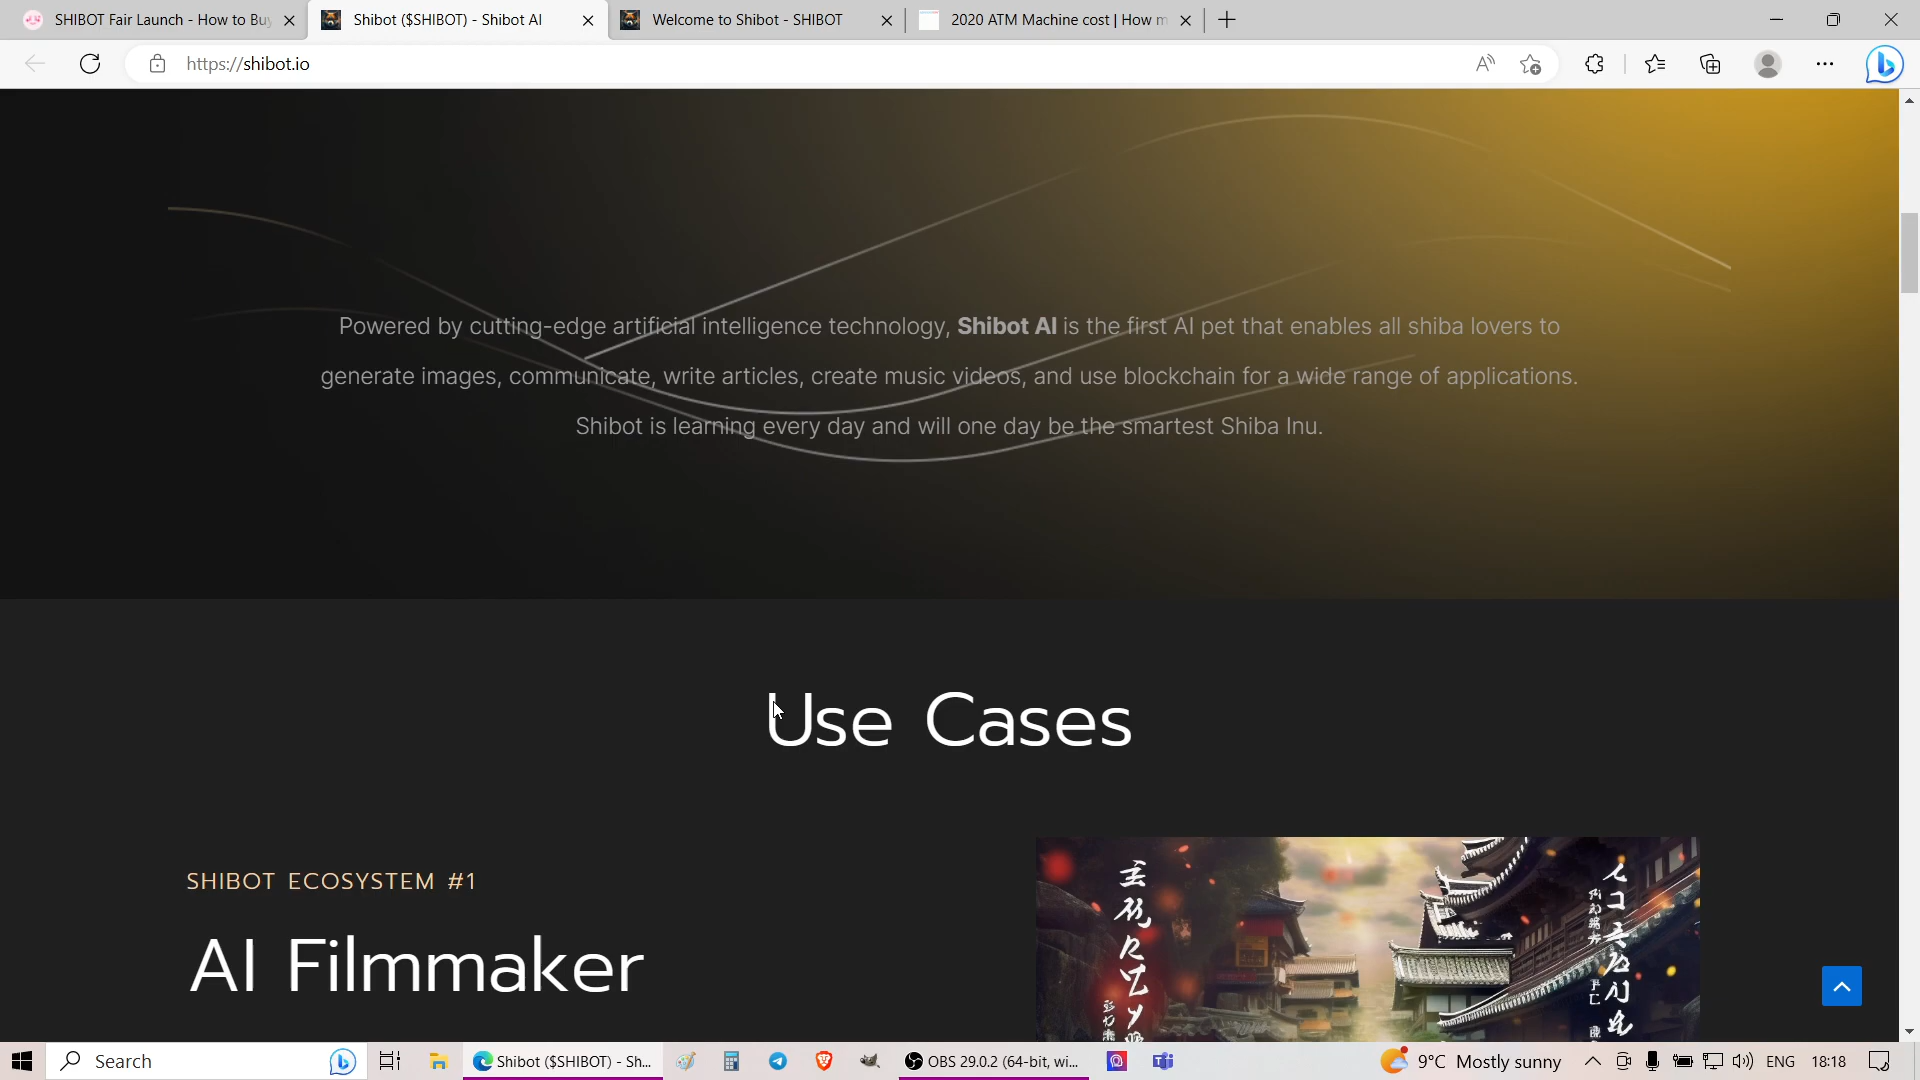 SHIBOT Fair Launch - How to Buy
Shibot ($SHIBOT) - Shibot AI
Welcome to Shibot - SHIBOT
2020 ATM Machine cost | How m
https://shibot.io
Powered by cutting-edge artificial intelligence technology, Shibot AI is the first AI pet that enables all shiba lovers to
generate images, communicate, write articles, create music videos, and use blockchain for a wide range of applications.
Shibot is learning every day and will one day be the smartest Shiba Inu.
Use Cases
SHIBOT ECOSYSTEM #1
AI Filmmaker
Search
Shibot ($SHIBOT) - Sh...
OBS 29.0.2 (64-bit, wi...
9°C Mostly sunny
ENG
18:18